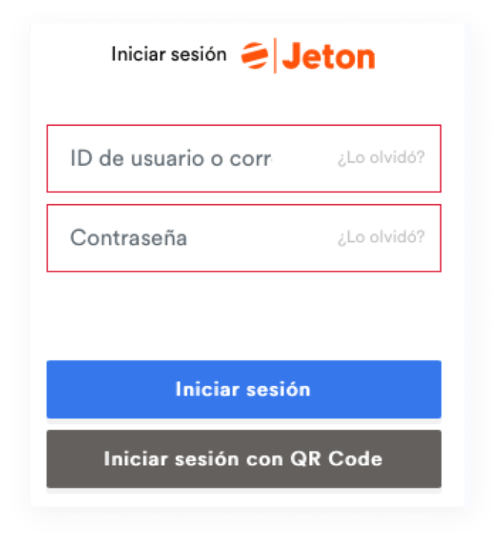 Iniciar sesión Jeton
ID de usuario o corr ¿Lo olvidó?
Contraseña ¿Lo olvidó?
Iniciar sesión
Iniciar sesión con QR Code